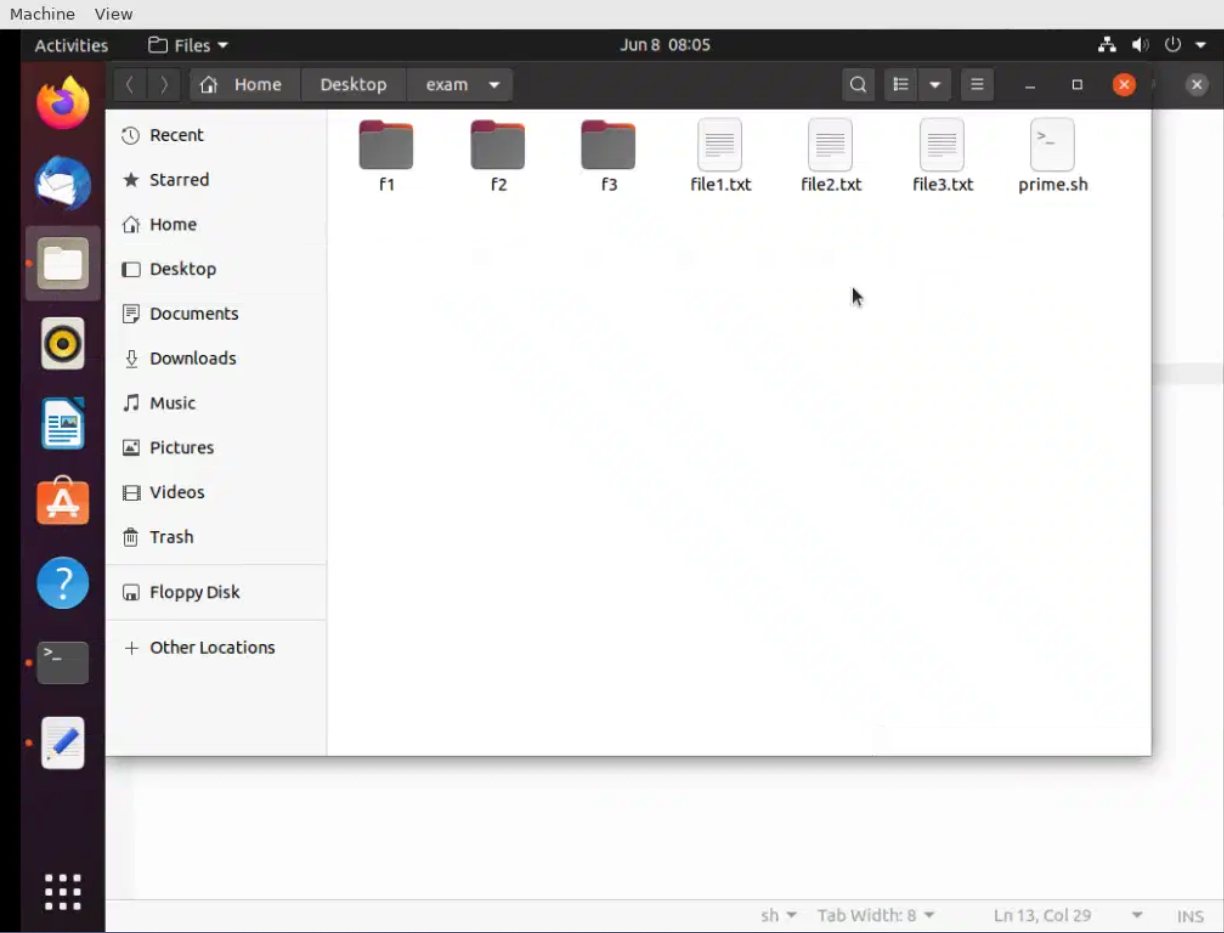 Machine View
Activities Files Jun 8 08:05
Home Desktop exam
Recent
Starred
Home
Desktop
Documents
Downloads
Music
Pictures
Videos
Trash
Floppy Disk
+ Other Locations
f1 f2 f3 file1.txt file2.txt file3.txt prime.sh
sh Tab Width: 8 Ln 13, Col 29 INS